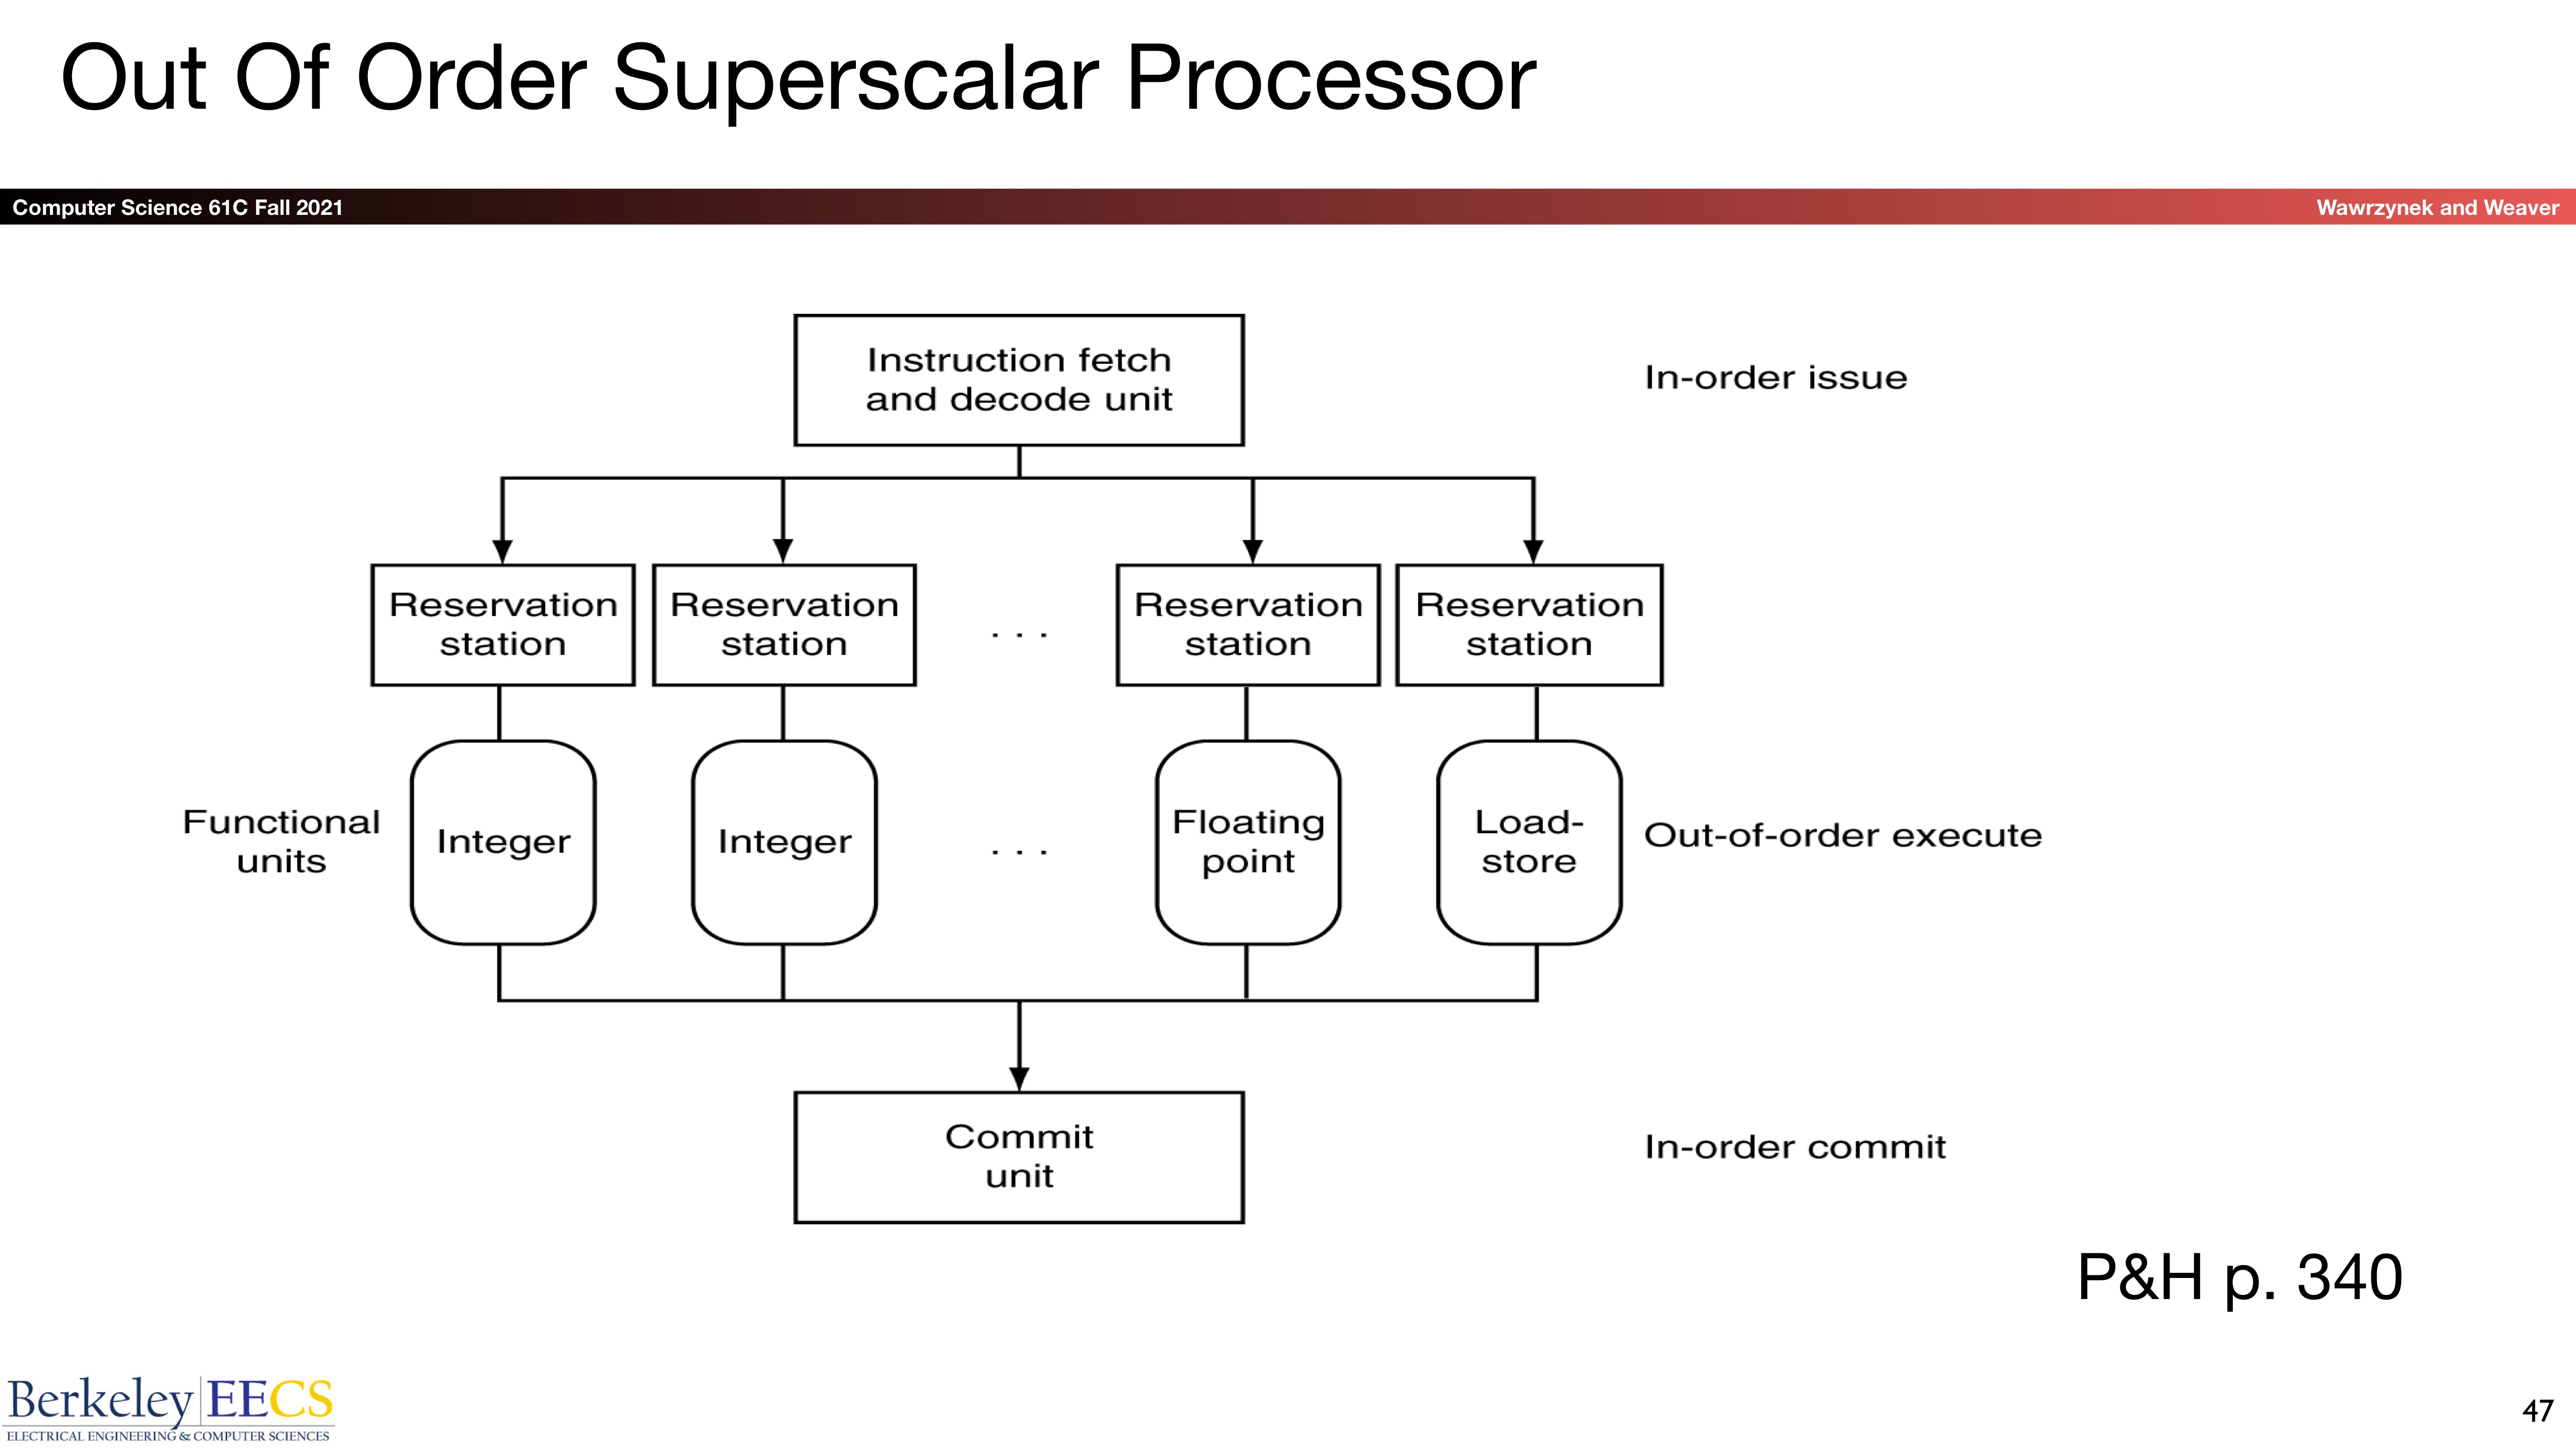 Out Of Order Superscalar Processor
Computer Science 61C Fall 2021
Wawrzynek and Weaver
Instruction fetch
and decode unit
In-order issue
Reservation
station
Reservation
station
. . .
Reservation
station
Reservation
station
Functional
units
Integer
Integer
. . .
Floating
point
Load-
store
Out-of-order execute
Commit
unit
In-order commit
P&H p. 340
Berkeley EECS
ELECTRICAL ENGINEERING & COMPUTER SCIENCES
47